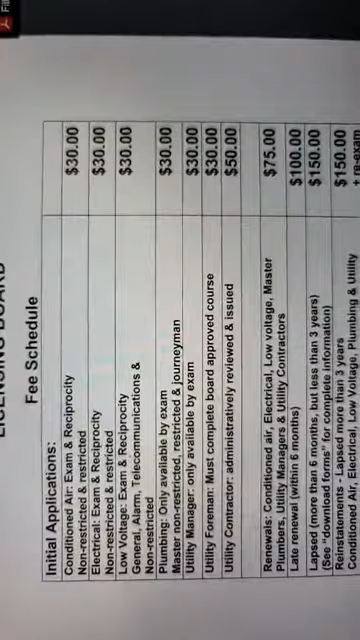 LICENSING BOARD
Fee Schedule
Initial Applications:
Conditioned Air: Exam & Reciprocity $30.00
Non-restricted & restricted
Electrical: Exam & Reciprocity $30.00
Non-restricted & restricted
Low Voltage: Exam & Reciprocity $30.00
General, Alarm, Telecommunications &
Non-restricted
Plumbing: Only available by exam $30.00
Master non-restricted, restricted & journeyman
Utility Manager: only available by exam $30.00
Utility Foreman: Must complete board approved course $30.00
Utility Contractor: administratively reviewed & issued $50.00
Renewals: Conditioned air, Electrical, Low voltage, Master $75.00
Plumbers, Utility Managers & Utility Contractors
Late renewal (within 6 months) $100.00
Lapsed (more than 6 months, but less than 3 years) $150.00
(See "download forms" for complete information)
Reinstatements - Lapsed more than 3 years $150.00
Conditioned Air, Electrical, Low Voltage, Plumbing & Utility + re-exam